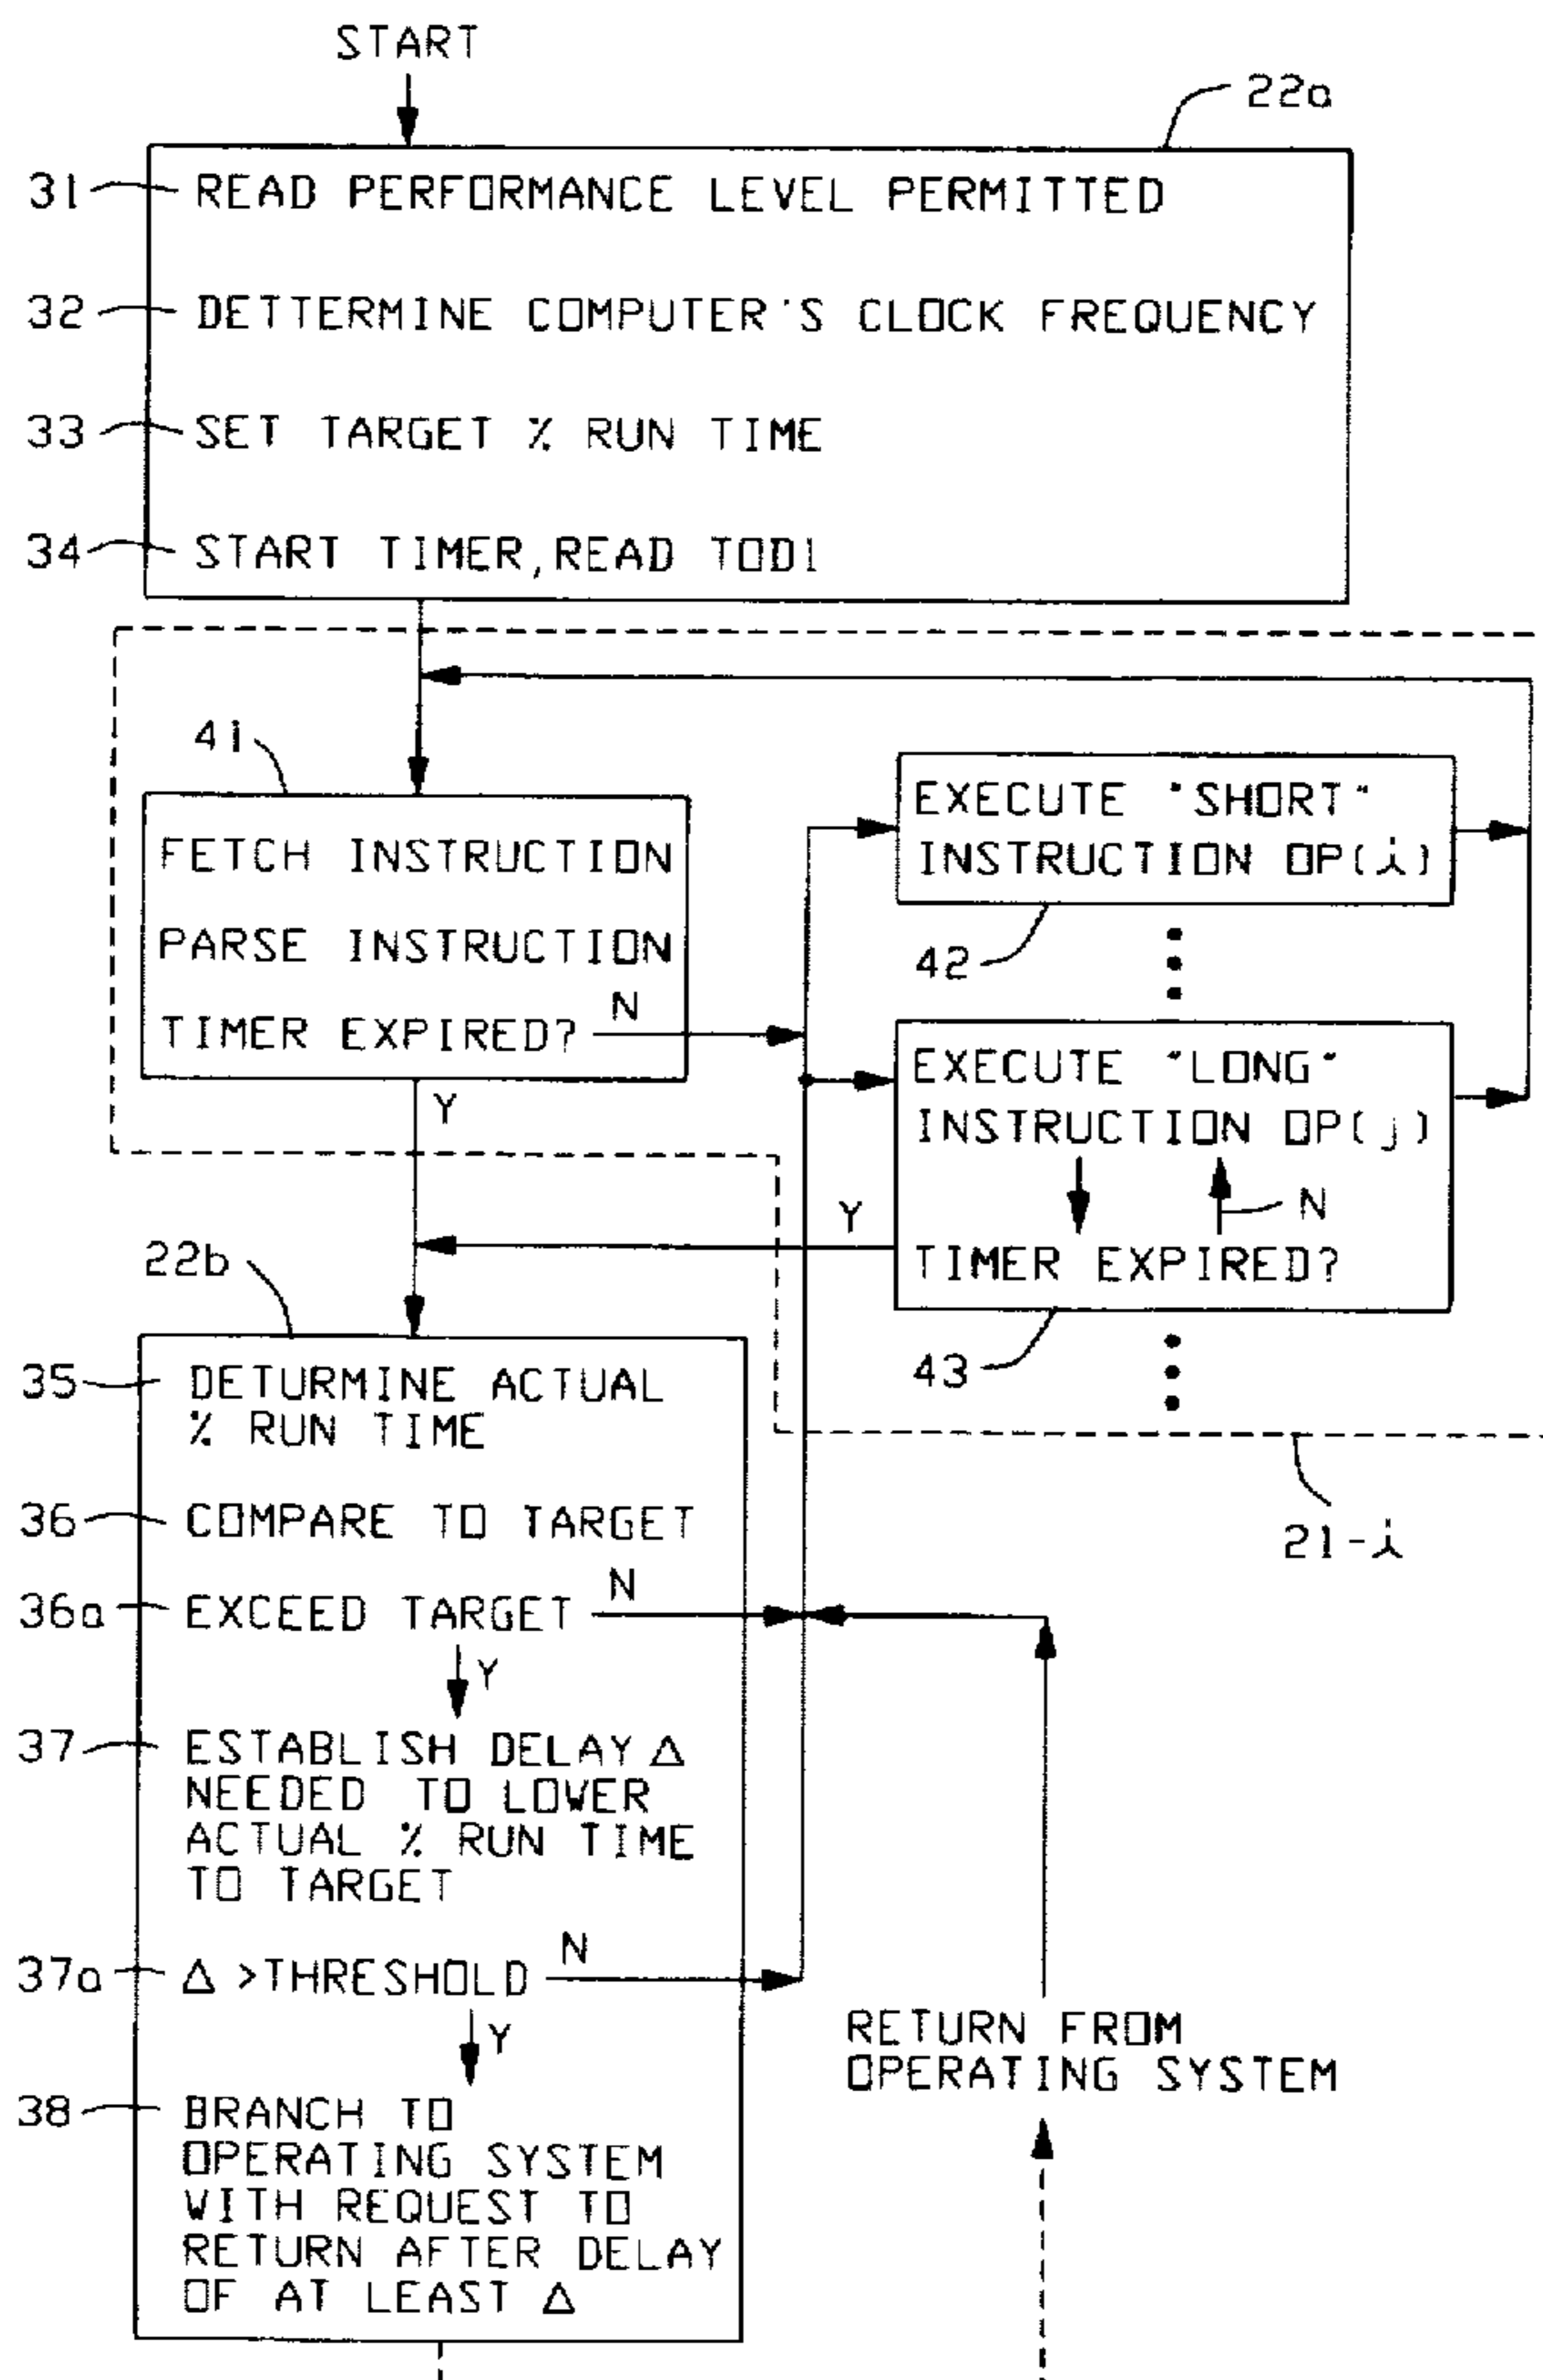 START
22a
31 READ PERFORMANCE LEVEL PERMITTED
32 DETTERMINE COMPUTER'S CLOCK FREQUENCY
33 SET TARGET % RUN TIME
34 START TIMER, READ TOD1
41
FETCH INSTRUCTION
PARSE INSTRUCTION
TIMER EXPIRED? N
Y
EXECUTE "SHORT"
INSTRUCTION OP(i)
42
EXECUTE "LONG"
INSTRUCTION OP(j)
N
Y
TIMER EXPIRED?
43
21-i
22b
35 DETURMINE ACTUAL
% RUN TIME
36 COMPARE TO TARGET
36a EXCEED TARGET N
Y
37 ESTABLISH DELAY Δ
NEEDED TO LOWER
ACTUAL % RUN TIME
TO TARGET
37a Δ >THRESHOLD N
Y
38 BRANCH TO
OPERATING SYSTEM
WITH REQUEST TO
RETURN AFTER DELAY
OF AT LEAST Δ
RETURN FROM
OPERATING SYSTEM